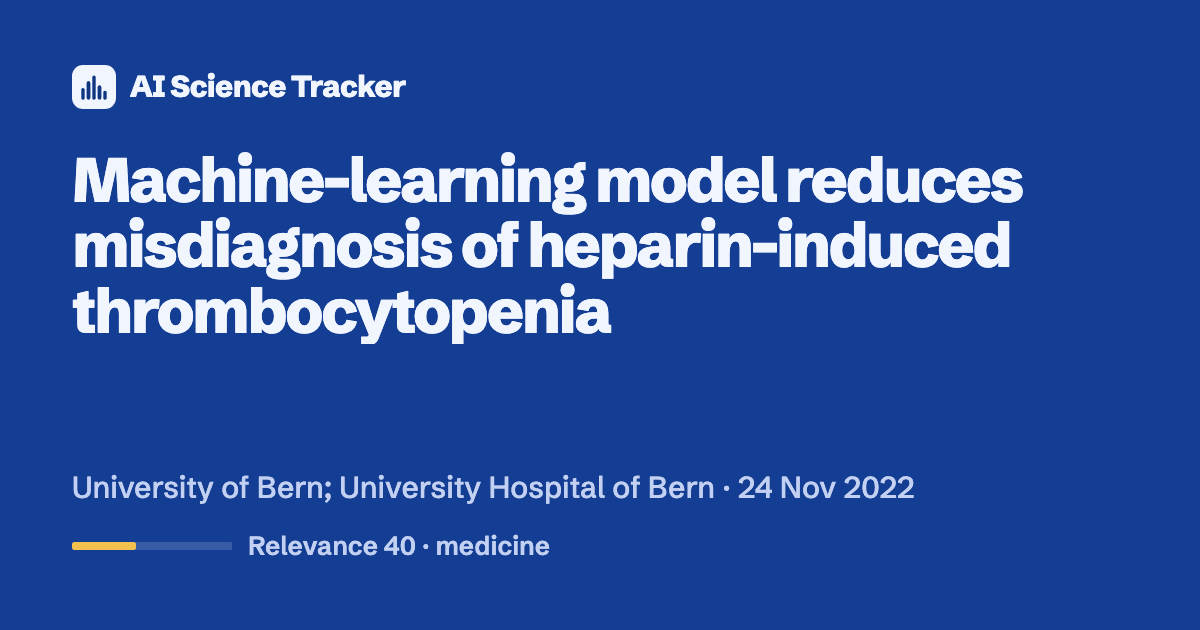 AI Science Tracker
Machine-learning model reduces
misdiagnosis of heparin-induced
thrombocytopenia
University of Bern; University Hospital of Bern · 24 Nov 2022
Relevance 40 · medicine